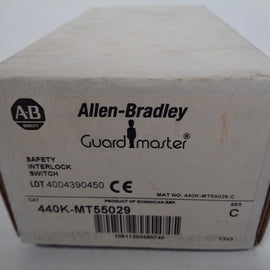 AB
Allen-Bradley
Guardmaster®
SAFETY
INTERLOCK
SWITCH
LOT 4004390450 CE
MAT NO. 440K-MT55029 C
CAT
PRODUCT OF DOMINICAN REP.
SER
440K-MT55029
C
1343